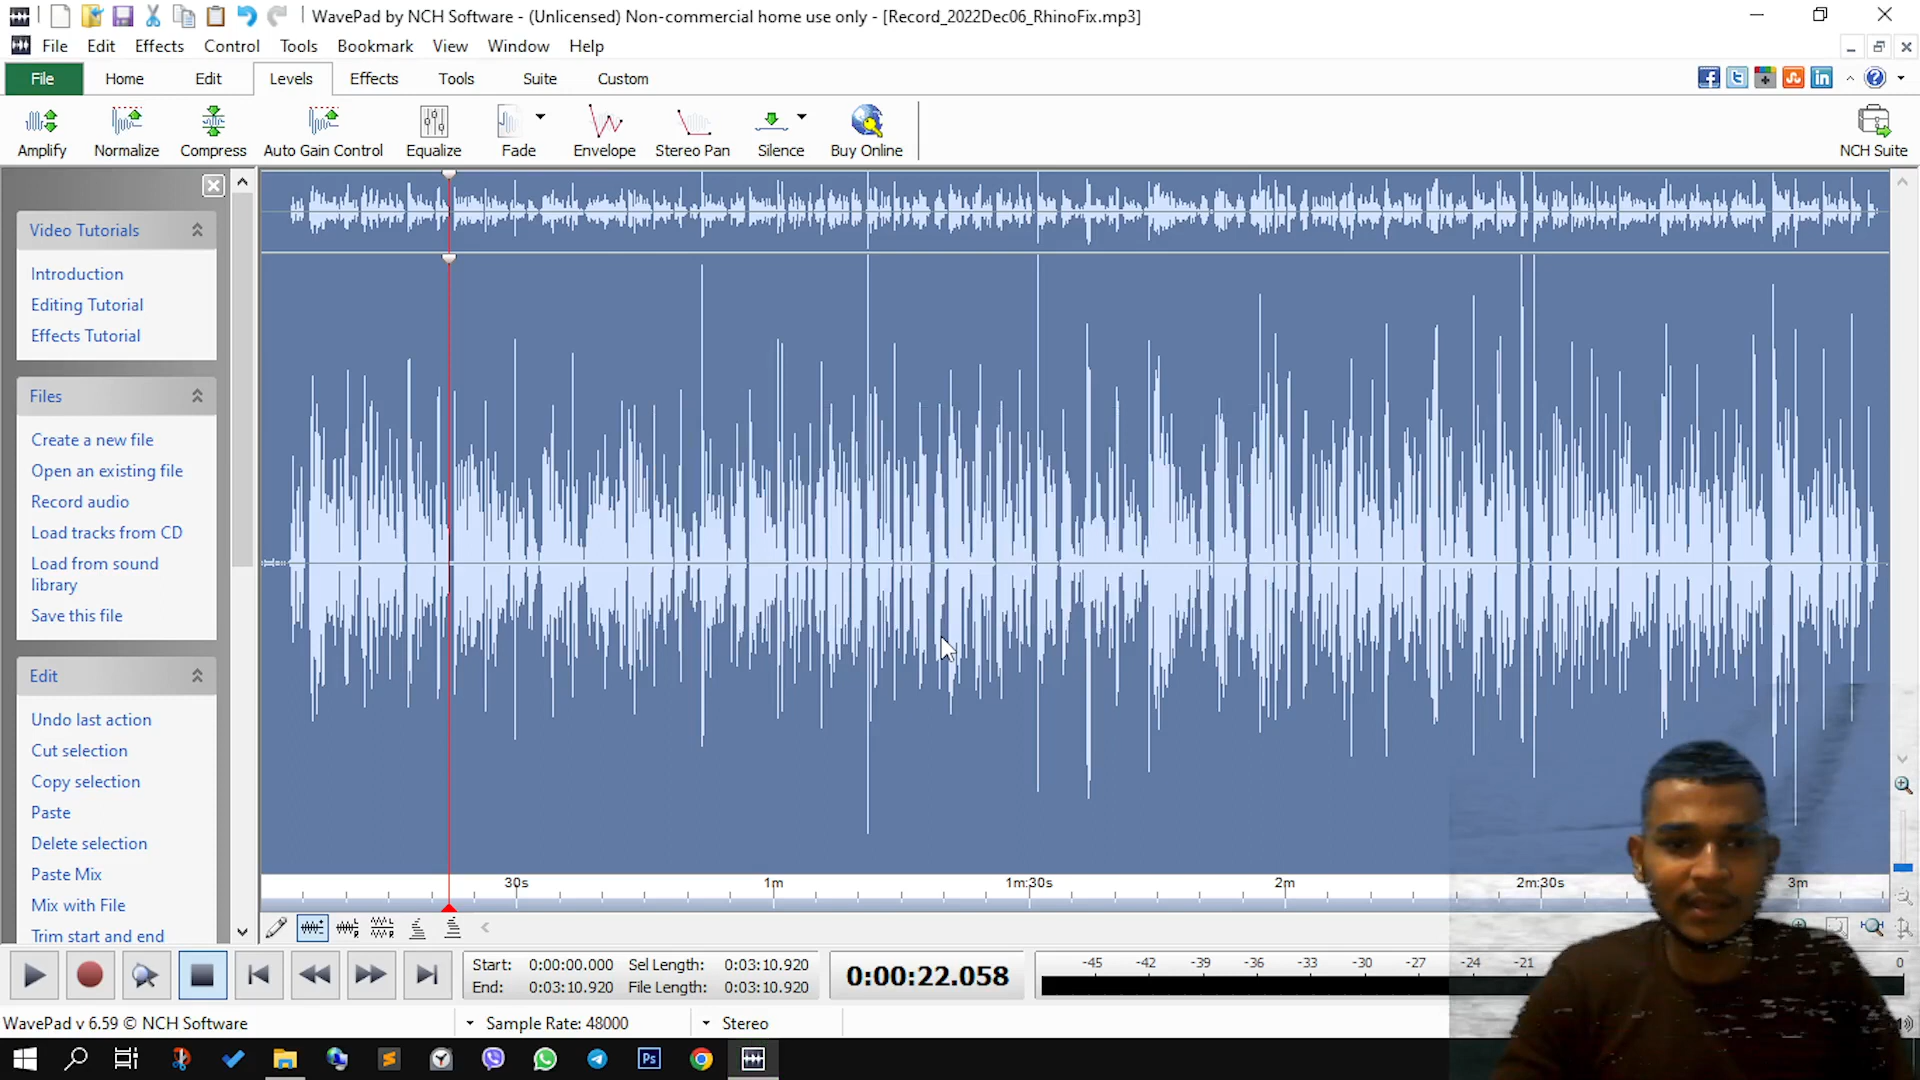 WavePad by NCH Software - (Unlicensed) Non-commercial home use only - [Record_2022Dec06_RhinoFix.mp3]
File Edit Effects Control Tools Bookmark View Window Help
File Home Edit Levels Effects Tools Suite Custom
Amplify Normalize Compress Auto Gain Control Equalize Fade Envelope Stereo Pan Silence Buy Online NCH Suite
Video Tutorials
Introduction
Editing Tutorial
Effects Tutorial
Files
Create a new file
Open an existing file
Record audio
Load tracks from CD
Load from sound
library
Save this file
Edit
Undo last action
Cut selection
Copy selection
Paste
Delete selection
Paste Mix
Mix with File
Trim start and end
30s 1m 1m:30s 2m 2m:30s 3m
Start: 0:00:00.000 Sel Length: 0:03:10.920
End: 0:03:10.920 File Length: 0:03:10.920
0:00:22.058
-45 -42 -39 -36 -33 -30 -27 -24 -21 0
WavePad v 6.59 © NCH Software
Sample Rate: 48000
Stereo
Ps